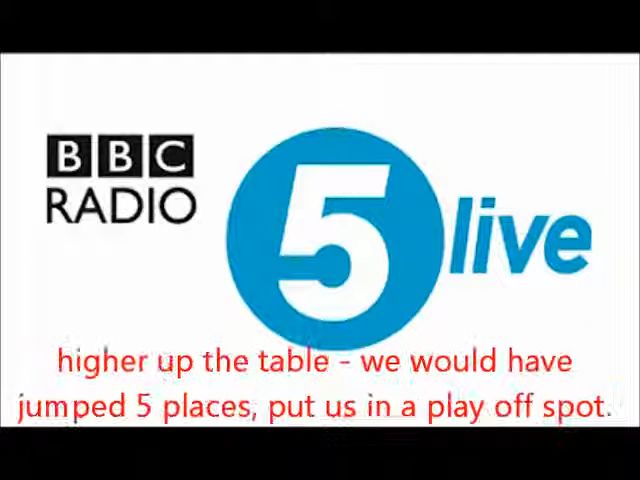 BBC
RADIO
5 live
higher up the table - we would have
jumped 5 places, put us in a play off spot.